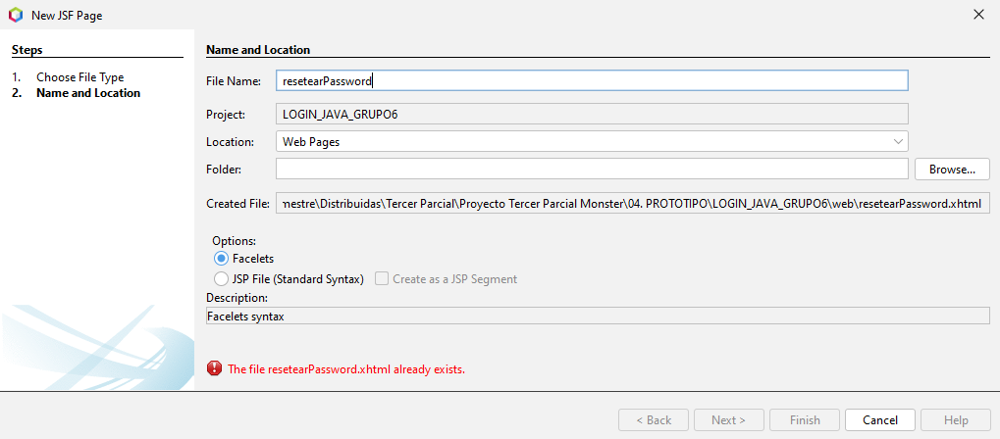 New JSF Page
Steps
1. Choose File Type
2. Name and Location
Name and Location
File Name: resetearPassword
Project: LOGIN_JAVA_GRUPO6
Location: Web Pages
Folder:
Browse...
Created File: mestre\Distribuidas\Tercer Parcial\Proyecto Tercer Parcial Monster\04. PROTOTIPO\LOGIN_JAVA_GRUPO6\web\resetearPassword.xhtml
Options:
Facelets
JSP File (Standard Syntax) Create as a JSP Segment
Description:
Facelets syntax
The file resetearPassword.xhtml already exists.
< Back Next > Finish Cancel Help